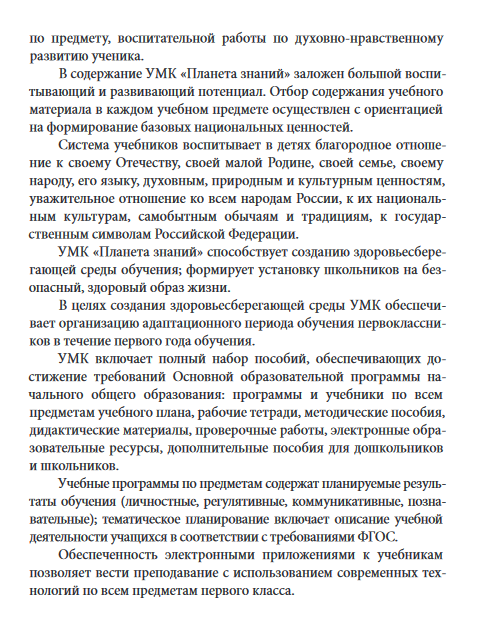 по предмету, воспитательной работы по духовно-нравственному
развитию ученика.
В содержание УМК «Планета знаний» заложен большой воспи-
тывающий и развивающий потенциал. Отбор содержания учебного
материала в каждом учебном предмете осуществлен с ориентацией
на формирование базовых национальных ценностей.
Система учебников воспитывает в детях благородное отноше-
ние к своему Отечеству, своей малой Родине, своей семье, своему
народу, его языку, духовным, природным и культурным ценностям,
уважительное отношение ко всем народам России, к их националь-
ным культурам, самобытным обычаям и традициям, к государ-
ственным символам Российской Федерации.
УМК «Планета знаний» способствует созданию здоровьесбере-
гающей среды обучения; формирует установку школьников на без-
опасный, здоровый образ жизни.
В целях создания здоровьесберегающей среды УМК обеспечи-
вает организацию адаптационного периода обучения первоклассни-
ков в течение первого года обучения.
УМК включает полный набор пособий, обеспечивающих до-
стижение требований Основной образовательной программы на-
чального общего образования: программы и учебники по всем
предметам учебного плана, рабочие тетради, методические пособия,
дидактические материалы, проверочные работы, электронные обра-
зовательные ресурсы, дополнительные пособия для дошкольников
и школьников.
Учебные программы по предметам содержат планируемые резуль-
таты обучения (личностные, регулятивные, коммуникативные, позна-
вательные); тематическое планирование включает описание учебной
деятельности учащихся в соответствии с требованиями ФГОС.
Обеспеченность электронными приложениями к учебникам
позволяет вести преподавание с использованием современных тех-
нологий по всем предметам первого класса.